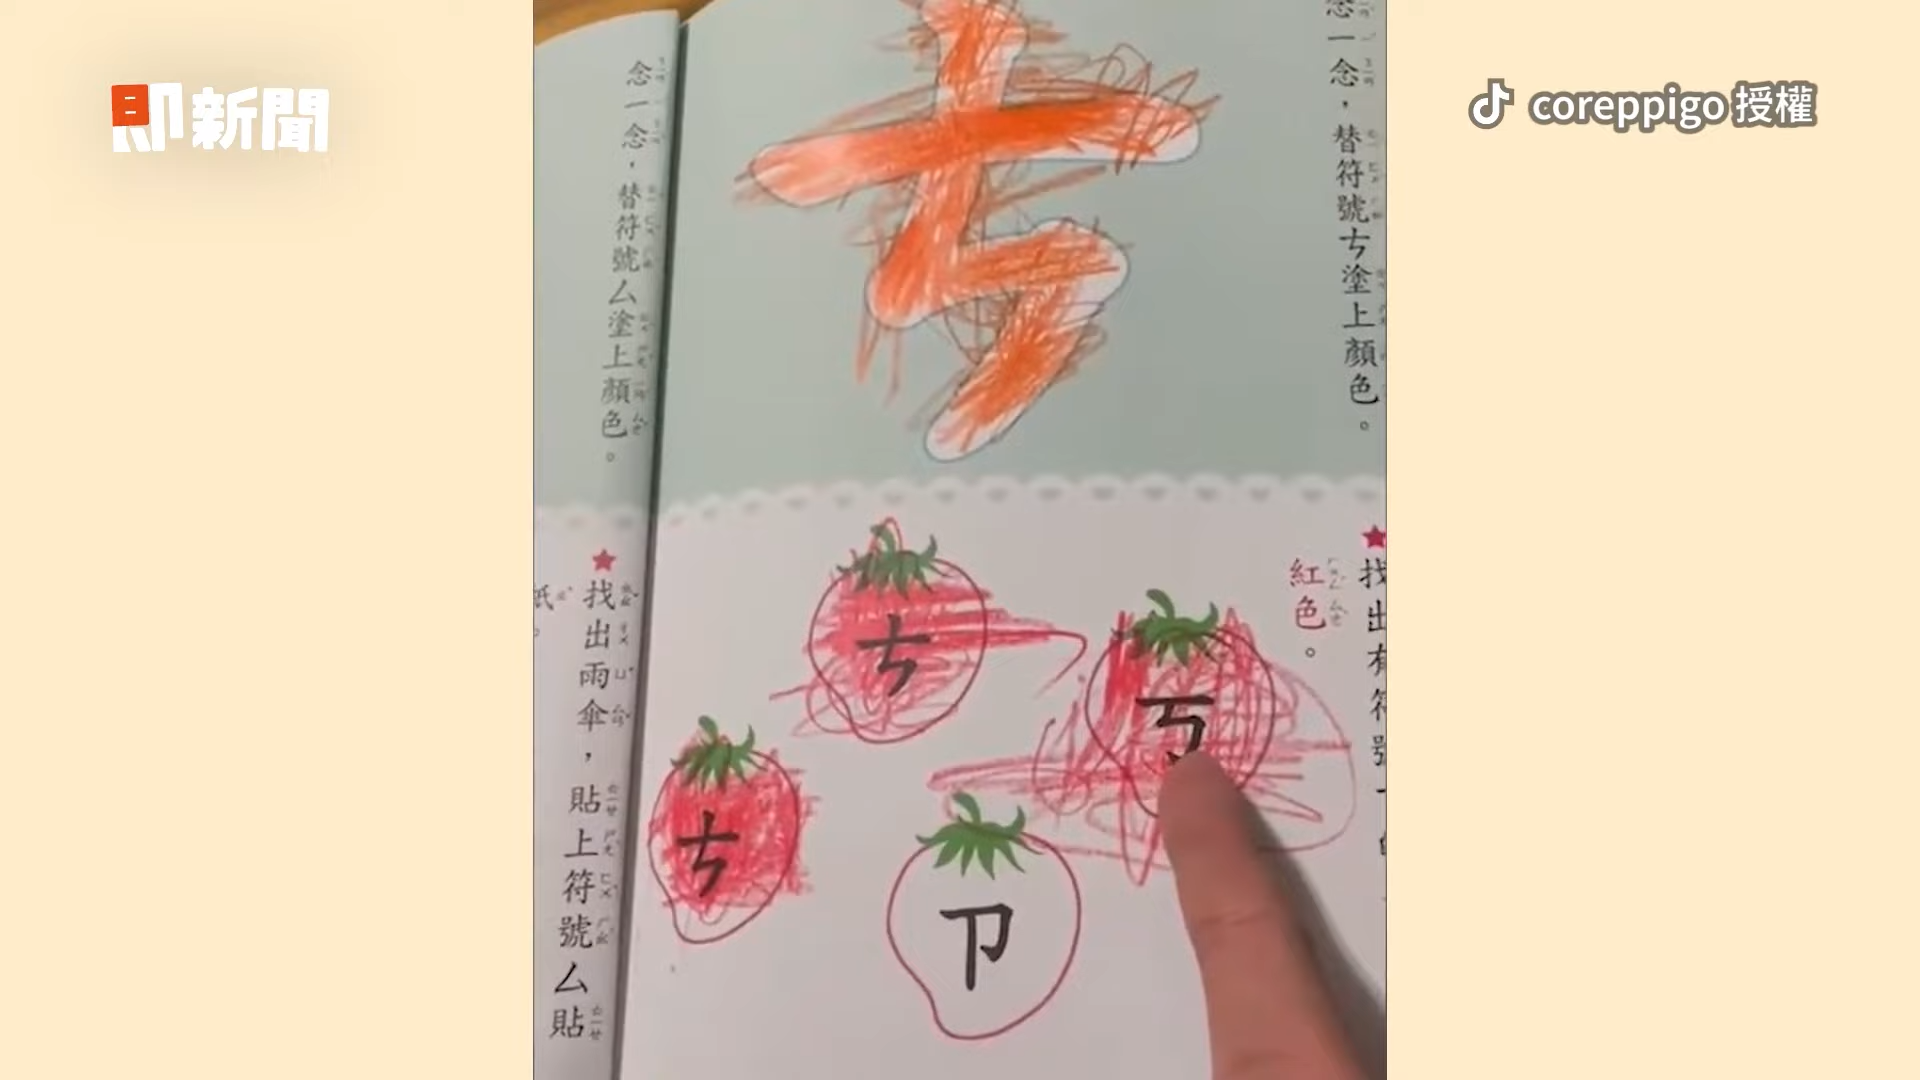 即新聞
coreppigo 授權
念一念，替符號ㄘ塗上顏色。
ㄘ
找出有符號ㄘ的
紅色。
ㄘ
ㄎ
ㄘ
ㄗ
念一念，替符號ㄙ塗上顏色。
找出雨傘，貼上符號ㄙ貼
紙。